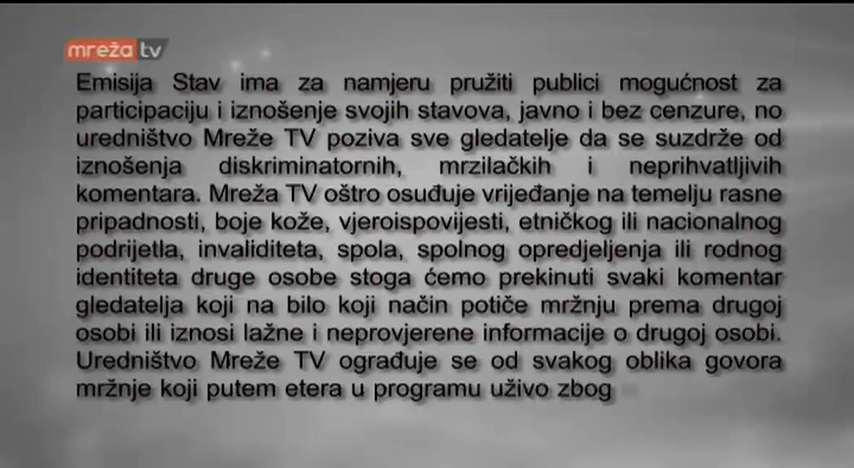 mreža tv
Emisija Stav ima za namjeru pružiti publici mogućnost za
participaciju i iznošenje svojih stavova, javno i bez cenzure, no
uredništvo Mreže TV poziva sve gledatelje da se suzdrže od
iznošenja diskriminatornih, mrzilačkih i neprihvatljivih
komentara. Mreža TV oštro osuđuje vrijeđanje na temelju rasne
pripadnosti, boje kože, vjeroispovijesti, etničkog ili nacionalnog
podrijetla, invaliditeta, spola, spolnog opredjeljenja ili rodnog
identiteta druge osobe stoga ćemo prekinuti svaki komentar
gledatelja koji na bilo koji način potiče mržnju prema drugoj
osobi ili iznosi lažne i neprovjerene informacije o drugoj osobi.
Uredništvo Mreže TV ograđuje se od svakog oblika govora
mržnje koji putem etera u programu uživo zbog